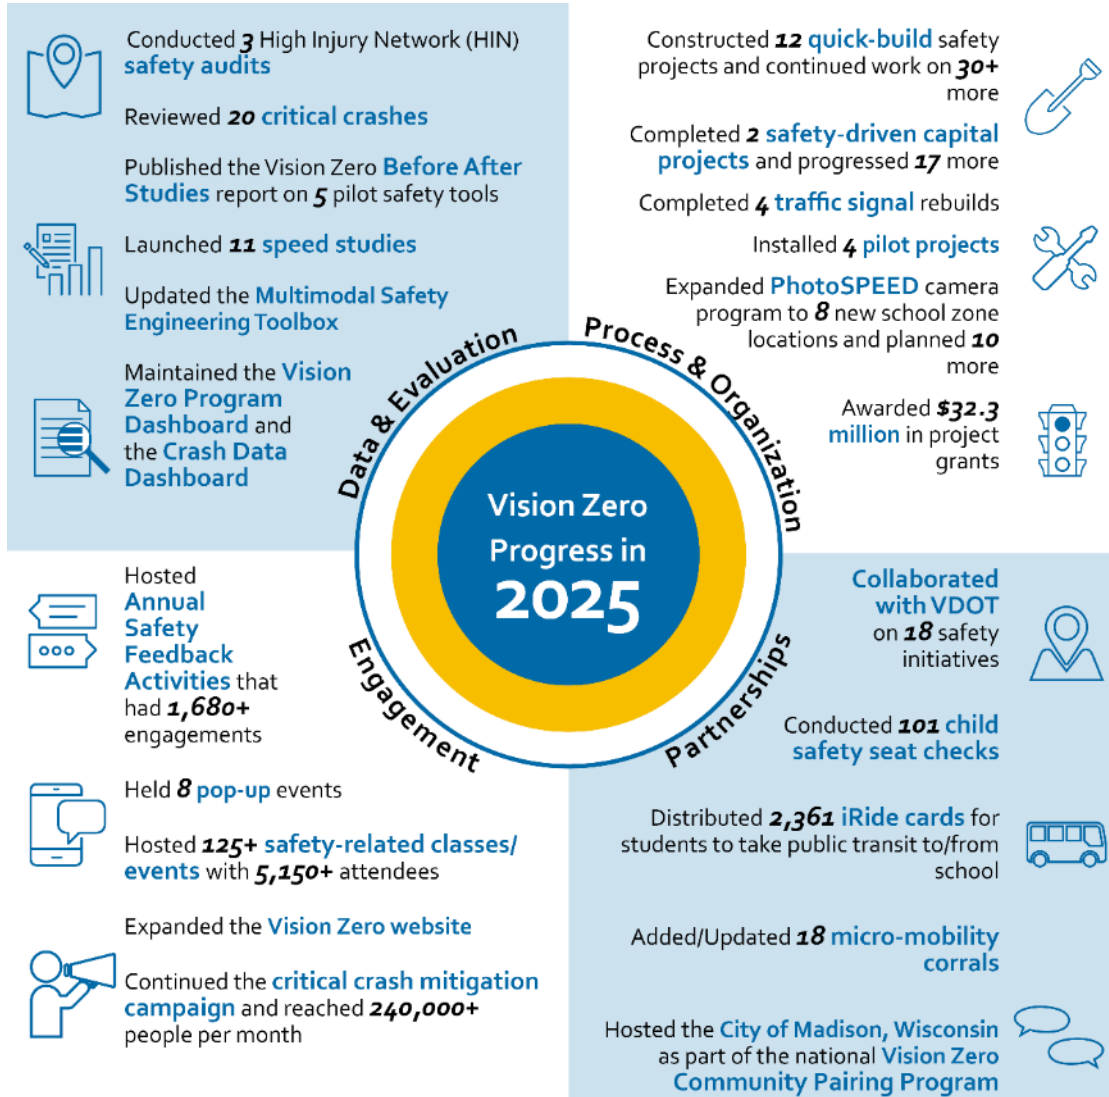 Conducted 3 High Injury Network (HIN)
safety audits
Reviewed 20 critical crashes
Published the Vision Zero Before After
Studies report on 5 pilot safety tools
Launched 11 speed studies
Updated the Multimodal Safety
Engineering Toolbox
Maintained the Vision
Zero Program
Dashboard and
the Crash Data
Dashboard
Data & Evaluation
Constructed 12 quick-build safety
projects and continued work on 30+
more
Completed 2 safety-driven capital
projects and progressed 17 more
Completed 4 traffic signal rebuilds
Installed 4 pilot projects
Expanded PhotoSPEED camera
program to 8 new school zone
locations and planned 10
more
Awarded $32.3
million in project
grants
Process & Organization
Vision Zero
Progress in
2025
Hosted
Annual
Safety
Feedback
Activities that
had 1,680+
engagements
Held 8 pop-up events
Hosted 125+ safety-related classes/
events with 5,150+ attendees
Expanded the Vision Zero website
Continued the critical crash mitigation
campaign and reached 240,000+
people per month
Engagement
Collaborated
with VDOT
on 18 safety
initiatives
Conducted 101 child
safety seat checks
Distributed 2,361 iRide cards for
students to take public transit to/from
school
Added/Updated 18 micro-mobility
corrals
Hosted the City of Madison, Wisconsin
as part of the national Vision Zero
Community Pairing Program
Partnerships